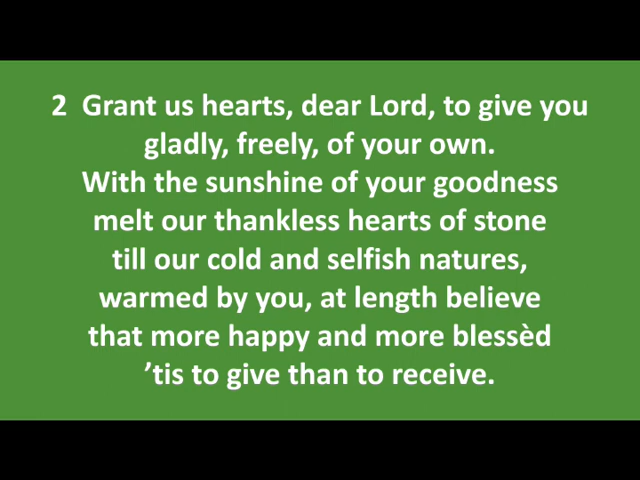 2 Grant us hearts, dear Lord, to give you
gladly, freely, of your own.
With the sunshine of your goodness
melt our thankless hearts of stone
till our cold and selfish natures,
warmed by you, at length believe
that more happy and more blessèd
’tis to give than to receive.